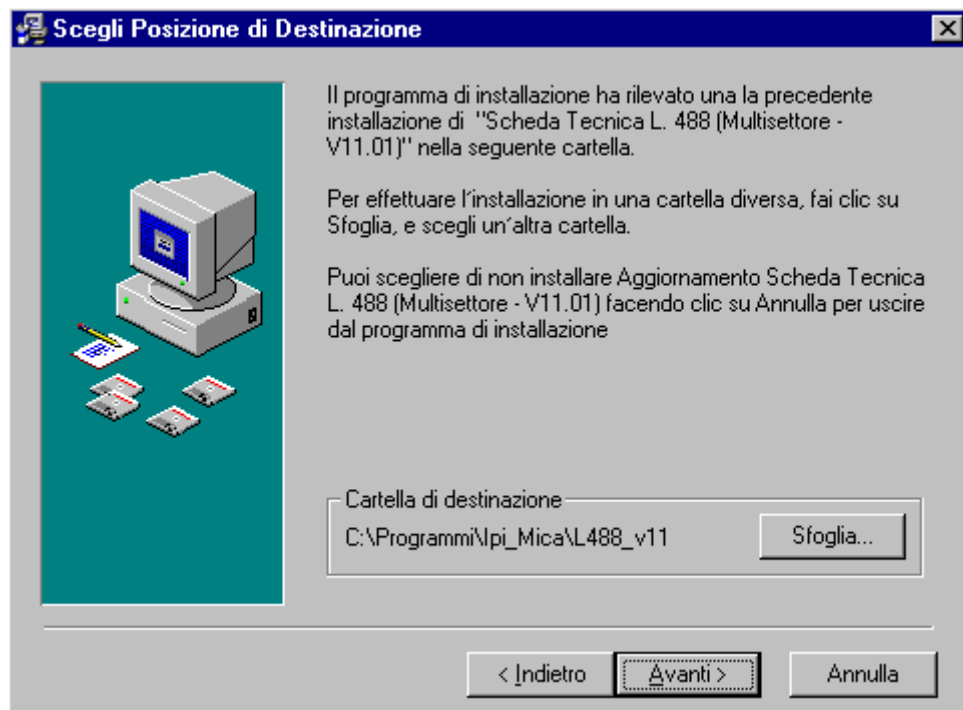 Scegli Posizione di Destinazione
Il programma di installazione ha rilevato una la precedente
installazione di  "Scheda Tecnica L. 488 (Multisettore -
V11.01)" nella seguente cartella.
Per effettuare l´installazione in una cartella diversa, fai clic su
Sfoglia, e scegli un´altra cartella.
Puoi scegliere di non installare Aggiornamento Scheda Tecnica
L. 488 (Multisettore - V11.01) facendo clic su Annulla per uscire
dal programma di installazione
Cartella di destinazione
C:\Programmi\Ipi_Mica\L488_v11
Sfoglia...
< Indietro
Avanti >
Annulla